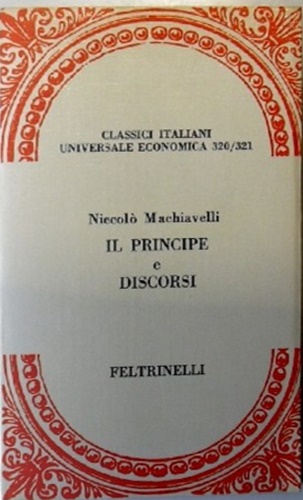 CLASSICI ITALIANI
UNIVERSALE ECONOMICA 320/321
Niccolò Machiavelli
IL PRINCIPE
e
DISCORSI
FELTRINELLI